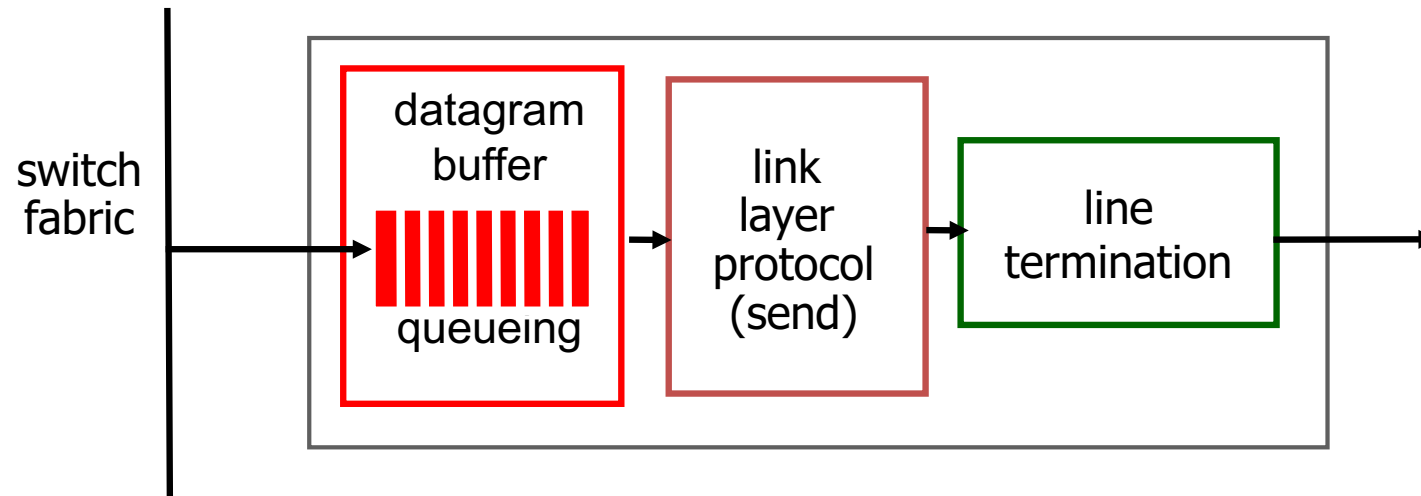 switch
fabric
datagram
buffer
queueing
link
layer
protocol
(send)
line
termination